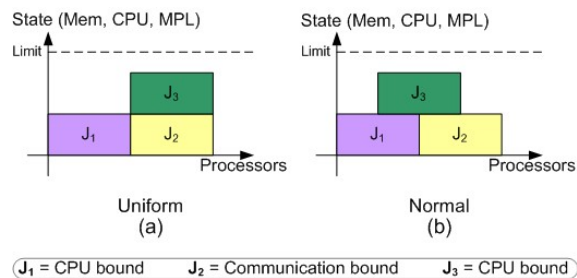 State (Mem, CPU, MPL)
Limit
J₃
J₁ J₂
Processors
Uniform
(a)
State (Mem, CPU, MPL)
Limit
J₃
J₁ J₂
Processors
Normal
(b)
J₁ = CPU bound J₂ = Communication bound J₃ = CPU bound